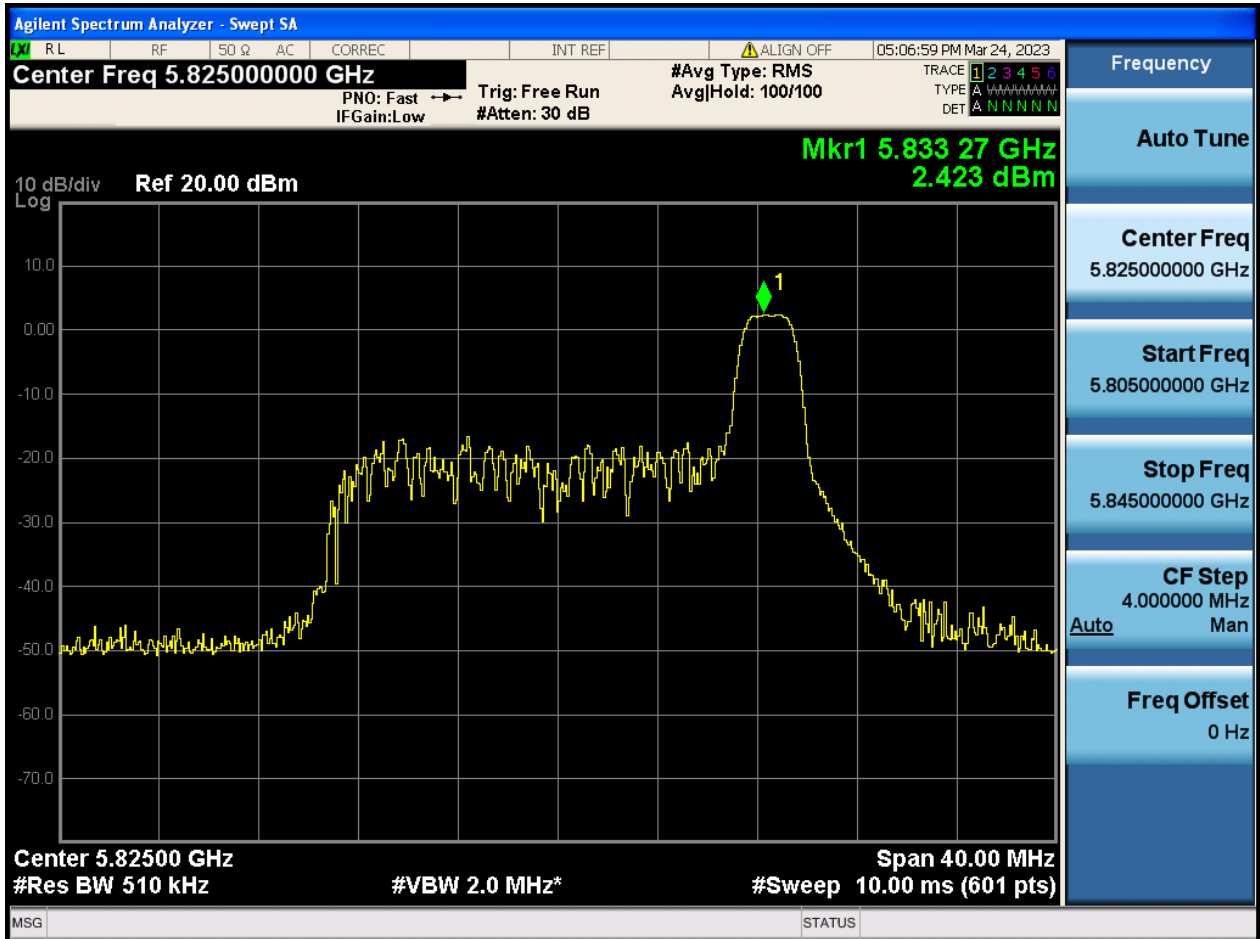 Agilent Spectrum Analyzer - Swept SA
LXI RL RF 50 Ω AC CORREC INT REF ALIGN OFF 05:06:59 PM Mar 24, 2023
Center Freq 5.825000000 GHz
PNO: Fast
IFGain:Low
Trig: Free Run
#Atten: 30 dB
#Avg Type: RMS
Avg|Hold: 100/100
TRACE 1 2 3 4 5 6
TYPE A WWWWWW
DET A N N N N N
Mkr1 5.833 27 GHz
2.423 dBm
10 dB/div Ref 20.00 dBm
Log
1
10.0
0.00
-10.0
-20.0
-30.0
-40.0
-50.0
-60.0
-70.0
Center 5.82500 GHz Span 40.00 MHz
#Res BW 510 kHz #VBW 2.0 MHz* #Sweep 10.00 ms (601 pts)
MSG STATUS
Frequency
Auto Tune
Center Freq
5.825000000 GHz
Start Freq
5.805000000 GHz
Stop Freq
5.845000000 GHz
CF Step
4.000000 MHz
Auto Man
Freq Offset
0 Hz